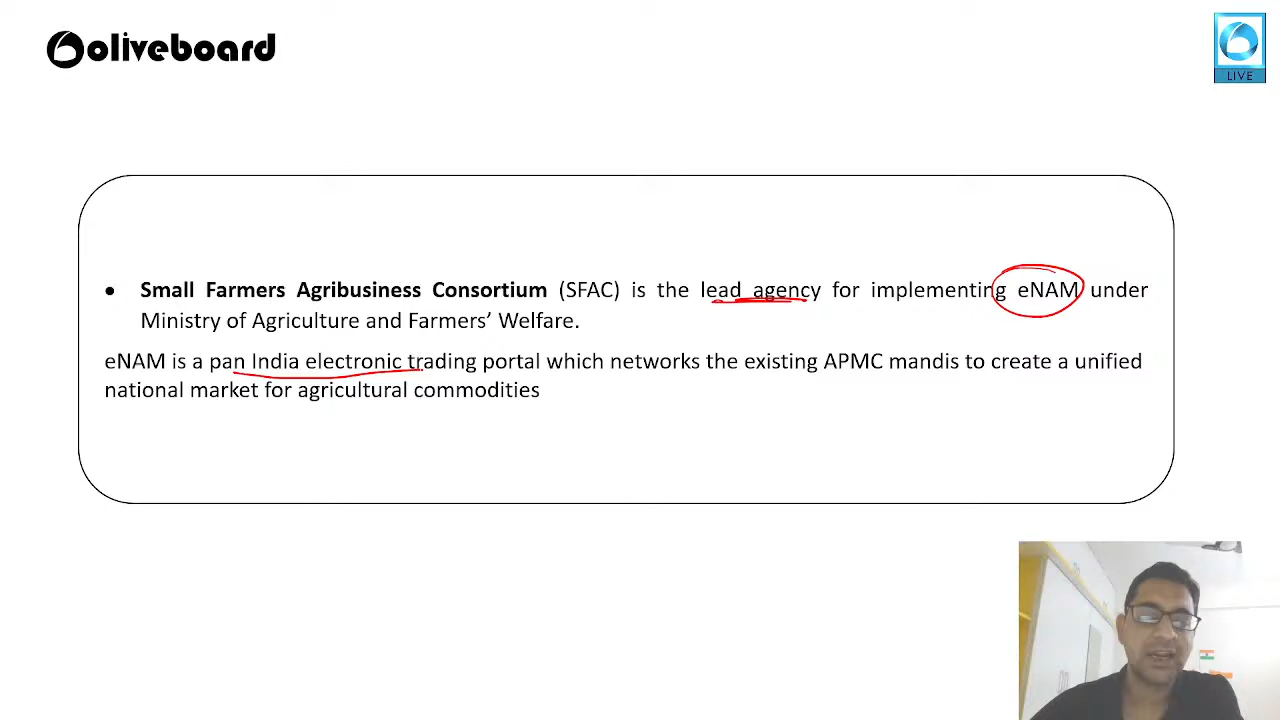 oliveboard
LIVE
• Small Farmers Agribusiness Consortium (SFAC) is the lead agency for implementing eNAM under
Ministry of Agriculture and Farmers’ Welfare.
eNAM is a pan India electronic trading portal which networks the existing APMC mandis to create a unified
national market for agricultural commodities